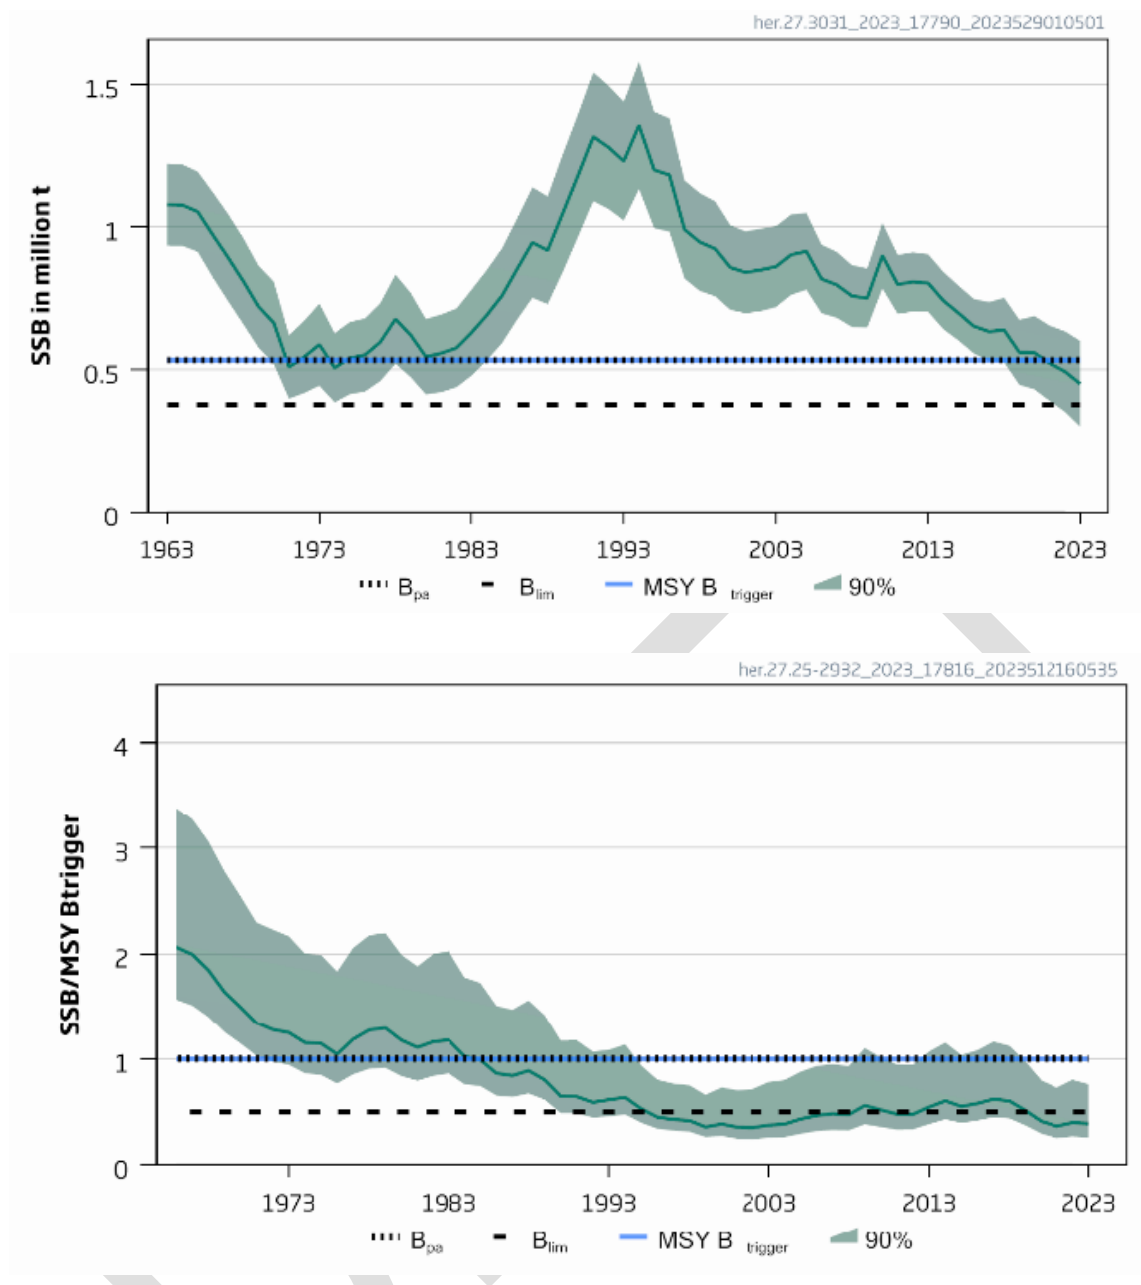 her.27.3031_2023_17790_2023529010501
1.5
1
0.5
0
SSB in million t
1963 1973 1983 1993 2003 2013 2023
Bpa Blim MSY B trigger 90%
her.27.25-2932_2023_17816_2023512160535
4
3
2
1
0
SSB/MSY Btrigger
1973 1983 1993 2003 2013 2023
Bpa Blim MSY B trigger 90%